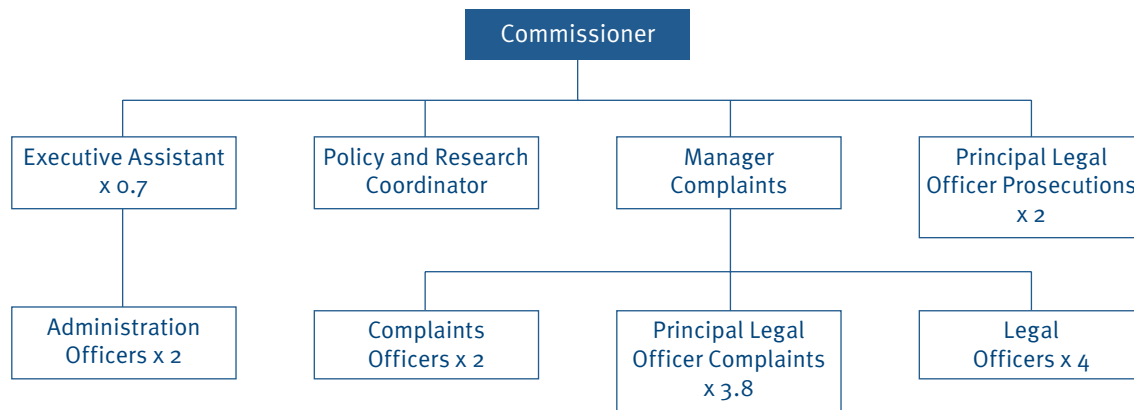 Commissioner
Executive Assistant
x 0.7
Policy and Research
Coordinator
Manager
Complaints
Principal Legal
Officer Prosecutions
x 2
Administration
Officers x 2
Complaints
Officers x 2
Principal Legal
Officer Complaints
x 3.8
Legal
Officers x 4